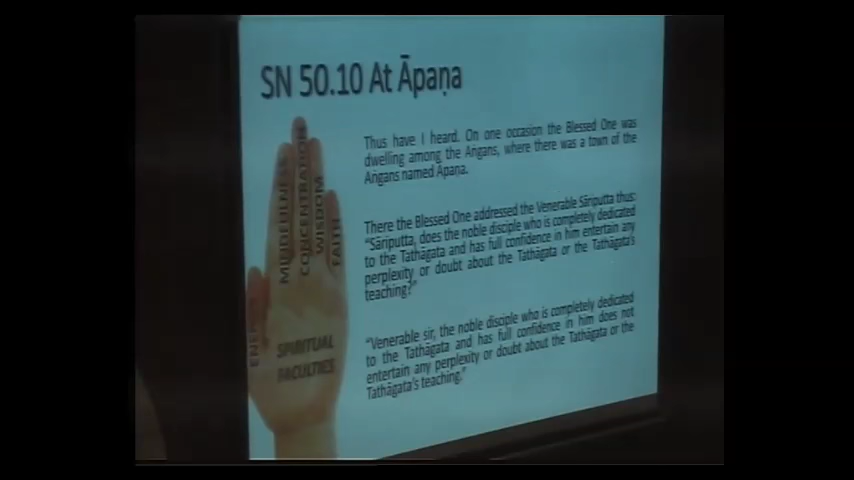 SN 50.10 At Āpaṇa
Thus have I heard. On one occasion the Blessed One was
dwelling among the Aṅgans, where there was a town of the
Aṅgans named Āpaṇa.
There the Blessed One addressed the Venerable Sāriputta thus:
“Sāriputta, does the noble disciple who is completely dedicated
to the Tathāgata and has full confidence in him entertain any
perplexity or doubt about the Tathāgata or the Tathāgata’s
teaching?”
“Venerable sir, the noble disciple who is completely dedicated
to the Tathāgata and has full confidence in him does not
entertain any perplexity or doubt about the Tathāgata or the
Tathāgata’s teaching.”
MINDFULNESS
CONCENTRATION
WISDOM
FAITH
ENERGY
SPIRITUAL
FACULTIES